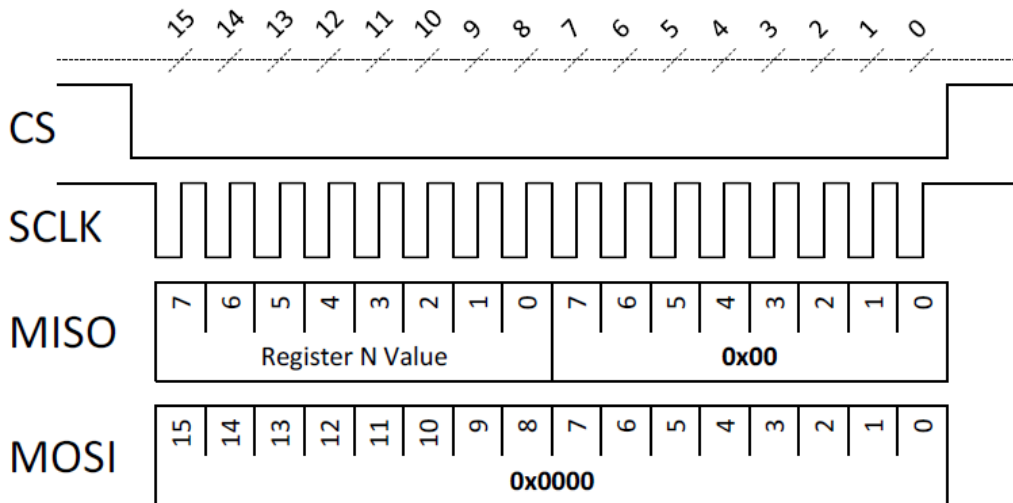 15 14 13 12 11 10 9 8 7 6 5 4 3 2 1 0
CS
SCLK
MISO
7 6 5 4 3 2 1 0 7 6 5 4 3 2 1 0
Register N Value 0x00
MOSI
15 14 13 12 11 10 9 8 7 6 5 4 3 2 1 0
0x0000